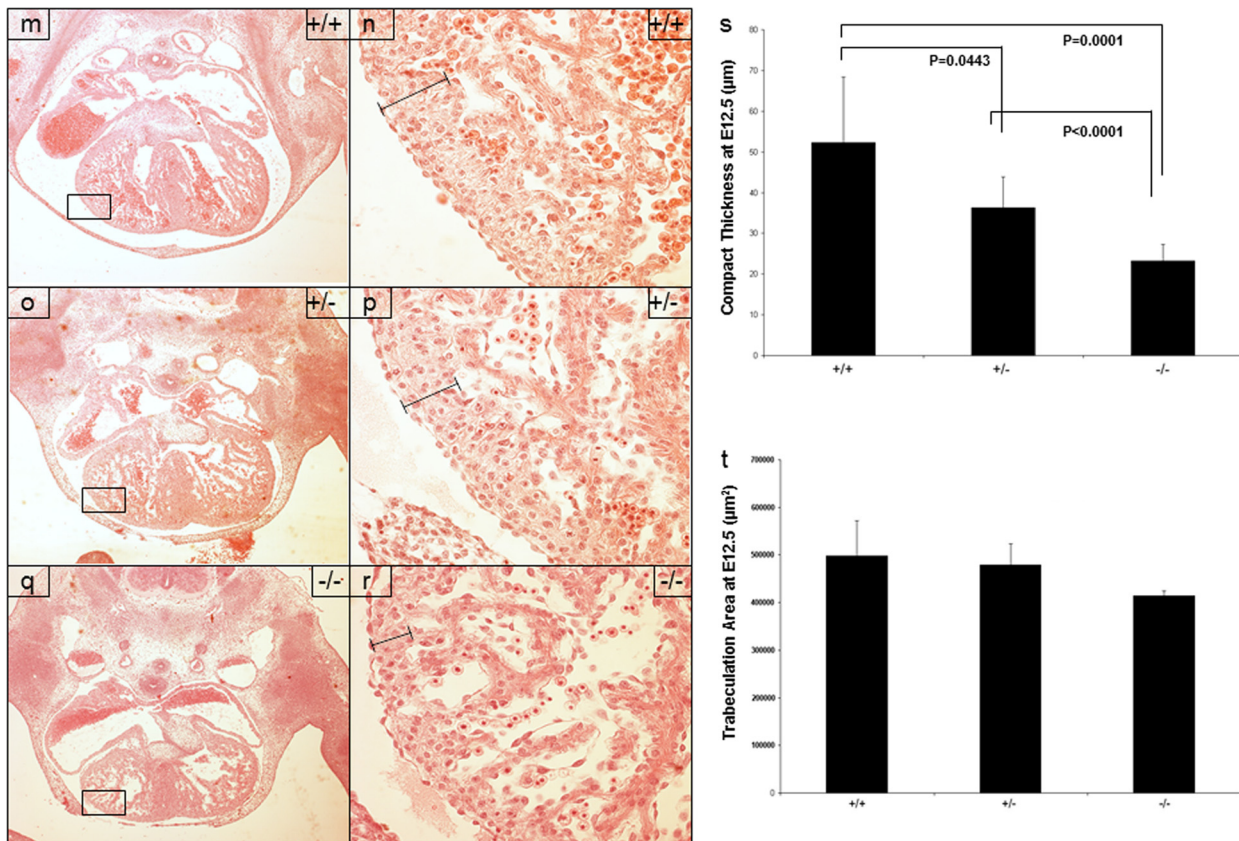 m +/+
n +/+
o +/-
p +/-
q -/-
r -/-
s
P=0.0001
P=0.0443
P<0.0001
Compact Thickness at E12.5 (µm)
80
70
60
50
40
30
20
10
0
+/+ +/- -/-
t
Trabeculation Area at E12.5 (µm²)
700000
600000
500000
400000
300000
200000
100000
0
+/+ +/- -/-